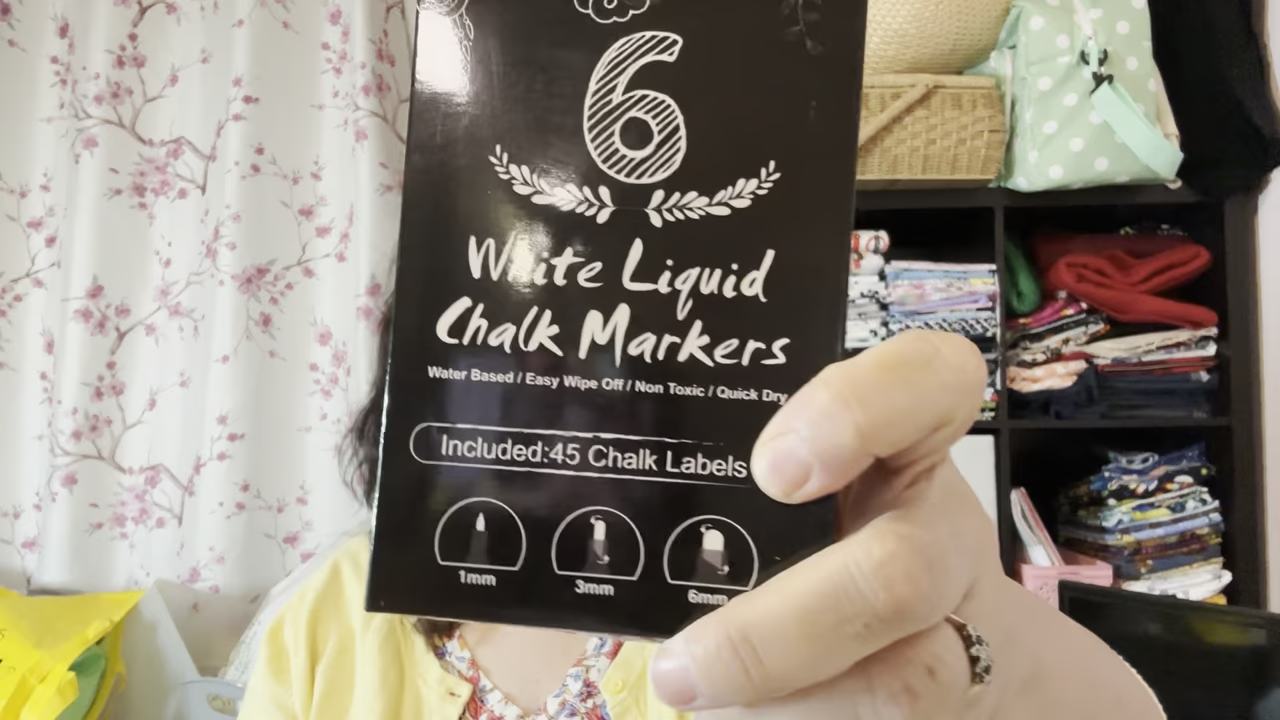 6
White Liquid
Chalk Markers
Water Based / Easy Wipe Off / Non Toxic / Quick Dry
Included:45 Chalk Labels
1mm
3mm
6mm